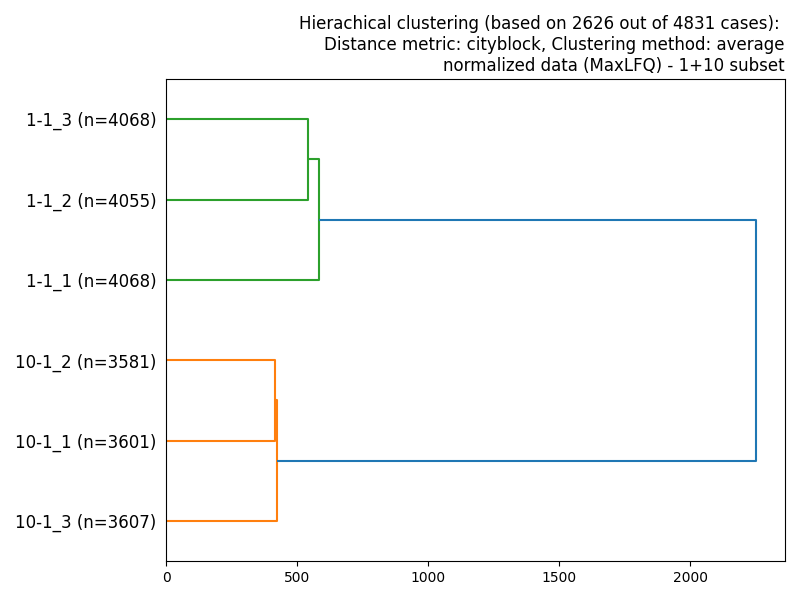 Hierachical clustering (based on 2626 out of 4831 cases):
Distance metric: cityblock, Clustering method: average
normalized data (MaxLFQ) - 1+10 subset
1-1_3 (n=4068)
1-1_2 (n=4055)
1-1_1 (n=4068)
10-1_2 (n=3581)
10-1_1 (n=3601)
10-1_3 (n=3607)
0 500 1000 1500 2000